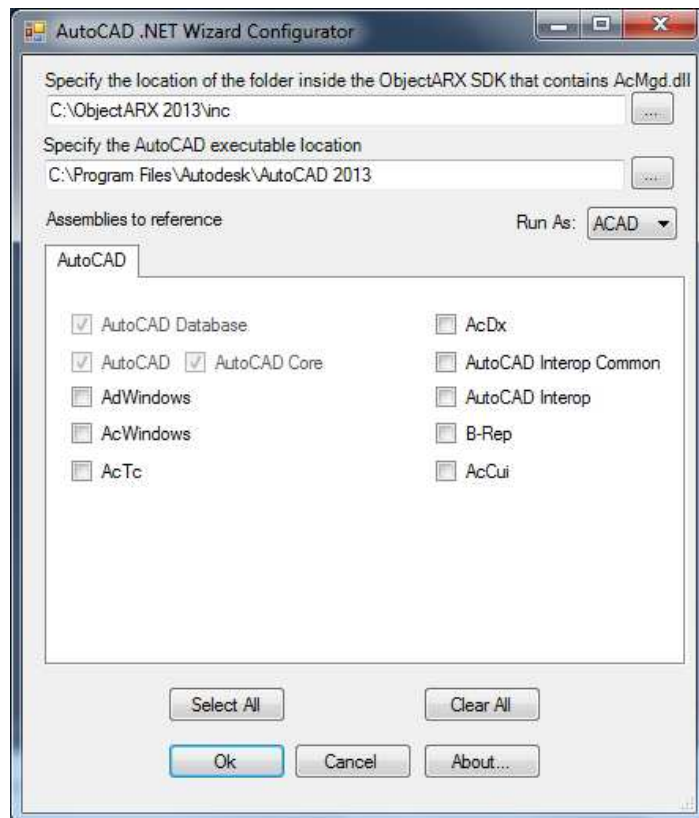 AutoCAD .NET Wizard Configurator
Specify the location of the folder inside the ObjectARX SDK that contains AcMgd.dll
C:\ObjectARX 2013\inc
...
Specify the AutoCAD executable location
C:\Program Files\Autodesk\AutoCAD 2013
...
Assemblies to reference
Run As: ACAD
AutoCAD
AutoCAD Database
AcDx
AutoCAD AutoCAD Core
AutoCAD Interop Common
AdWindows
AutoCAD Interop
AcWindows
B-Rep
AcTc
AcCui
Select All
Clear All
Ok
Cancel
About...